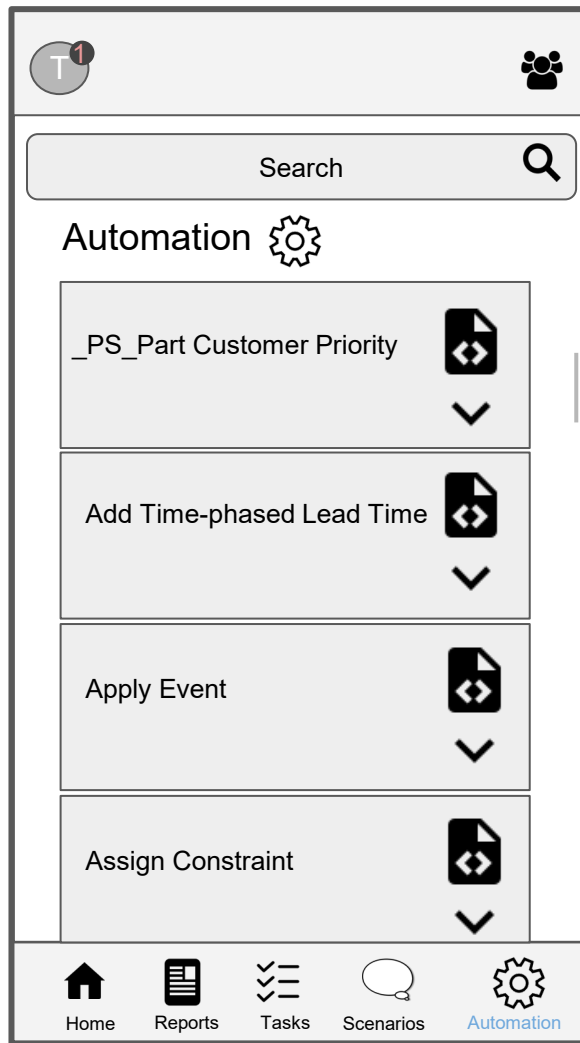 T
1
Search
Automation
_PS_Part Customer Priority
Add Time-phased Lead Time
Apply Event
Assign Constraint
Home Reports Tasks Scenarios Automation